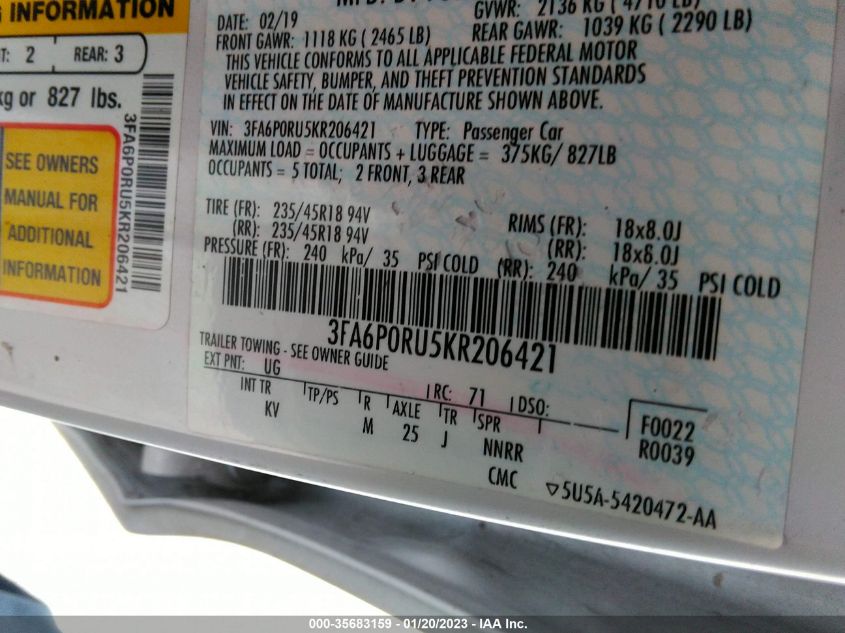 INFORMATION
2 REAR: 3
kg or 827 lbs.
SEE OWNERS
MANUAL FOR
ADDITIONAL
INFORMATION
3FA6P0RU5KR206421
DATE: 02/19
GVWR: 2136 KG
FRONT GAWR: 1118 KG ( 2465 LB) REAR GAWR: 1039 KG ( 2290 LB)
THIS VEHICLE CONFORMS TO ALL APPLICABLE FEDERAL MOTOR
VEHICLE SAFETY, BUMPER, AND THEFT PREVENTION STANDARDS
IN EFFECT ON THE DATE OF MANUFACTURE SHOWN ABOVE.
VIN: 3FA6P0RU5KR206421 TYPE: Passenger Car
MAXIMUM LOAD = OCCUPANTS + LUGGAGE = 375KG/ 827LB
OCCUPANTS = 5 TOTAL; 2 FRONT, 3 REAR
TIRE (FR): 235/45R18 94V RIMS (FR): 18x8.0J
(RR): 235/45R18 94V (RR): 18x8.0J
PRESSURE (FR): 240 kPa/ 35 PSI COLD (RR): 240 kPa/ 35 PSI COLD
3FA6P0RU5KR206421
TRAILER TOWING - SEE OWNER GUIDE
EXT PNT: UG RC: 71 DSO:
INT TR TP/PS R AXLE TR SPR F0022
KV M 25 J NNRR R0039
CMC
5U5A-5420472-AA
000-35683159 - 01/20/2023 - IAA Inc.